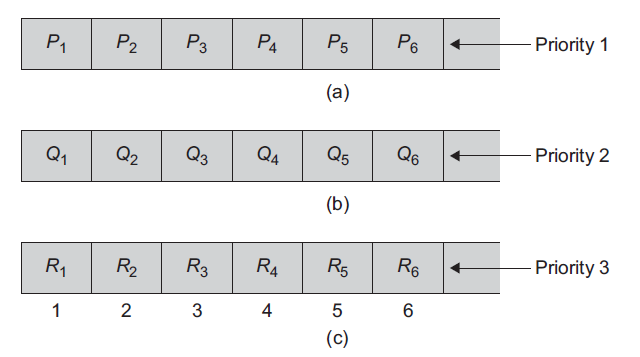 P₁ P₂ P₃ P₄ P₅ P₆ Priority 1
(a)
Q₁ Q₂ Q₃ Q₄ Q₅ Q₆ Priority 2
(b)
R₁ R₂ R₃ R₄ R₅ R₆ Priority 3
1 2 3 4 5 6
(c)